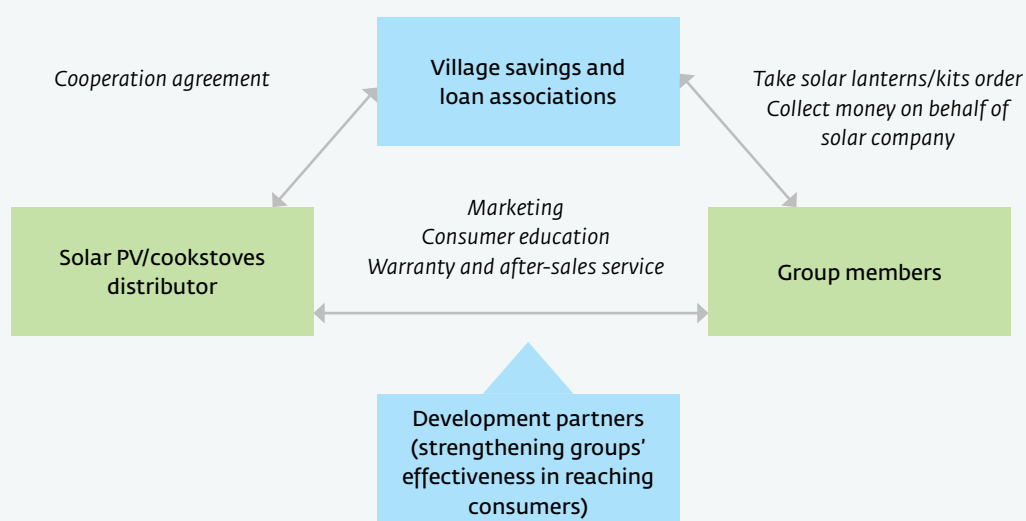 Cooperation agreement
Village savings and
loan associations
Take solar lanterns/kits order
Collect money on behalf of
solar company
Solar PV/cookstoves
distributor
Marketing
Consumer education
Warranty and after-sales service
Group members
Development partners
(strengthening groups’
effectiveness in reaching
consumers)